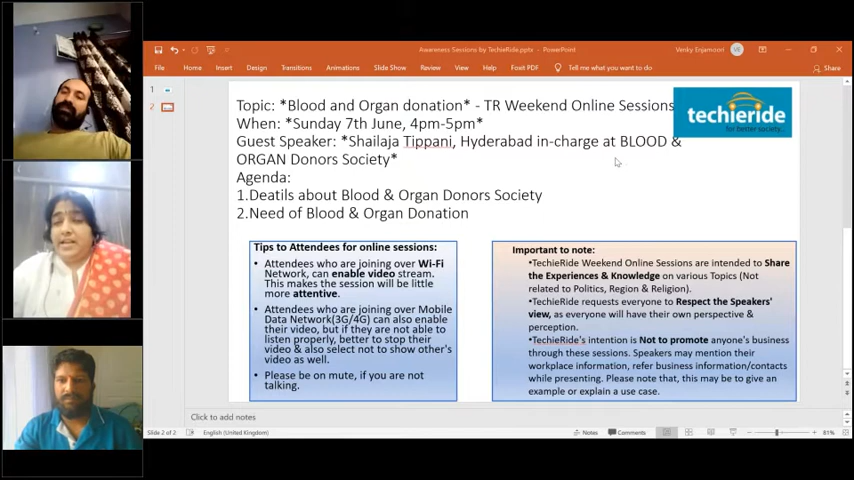 Awareness Sessions by TechieRide.pptx - PowerPoint
Venky Enjamoori VE
File Home Insert Design Transitions Animations Slide Show Review View Help Foxit PDF Tell me what you want to do Share
1
2
Topic: *Blood and Organ donation* - TR Weekend Online Sessions
When: *Sunday 7th June, 4pm-5pm*
Guest Speaker: *Shailaja Tippani, Hyderabad in-charge at BLOOD &
ORGAN Donors Society*
Agenda:
1.Deatils about Blood & Organ Donors Society
2.Need of Blood & Organ Donation
techieride
for better society...
Tips to Attendees for online sessions:
• Attendees who are joining over Wi-Fi
Network, can enable video stream.
This makes the session will be little
more attentive.
• Attendees who are joining over Mobile
Data Network(3G/4G) can also enable
their video, but if they are not able to
listen properly, better to stop their
video & also select not to show other's
video as well.
• Please be on mute, if you are not
talking.
Important to note:
•TechieRide Weekend Online Sessions are intended to Share
the Experiences & Knowledge on various Topics (Not
related to Politics, Region & Religion).
•TechieRide requests everyone to Respect the Speakers'
view, as everyone will have their own perspective &
perception.
•TechieRide's intention is Not to promote anyone's business
through these sessions. Speakers may mention their
workplace information, refer business information/contacts
while presenting. Please note that, this may be to give an
example or explain a use case.
Click to add notes
Slide 2 of 2 English (United Kingdom) Notes Comments 81%